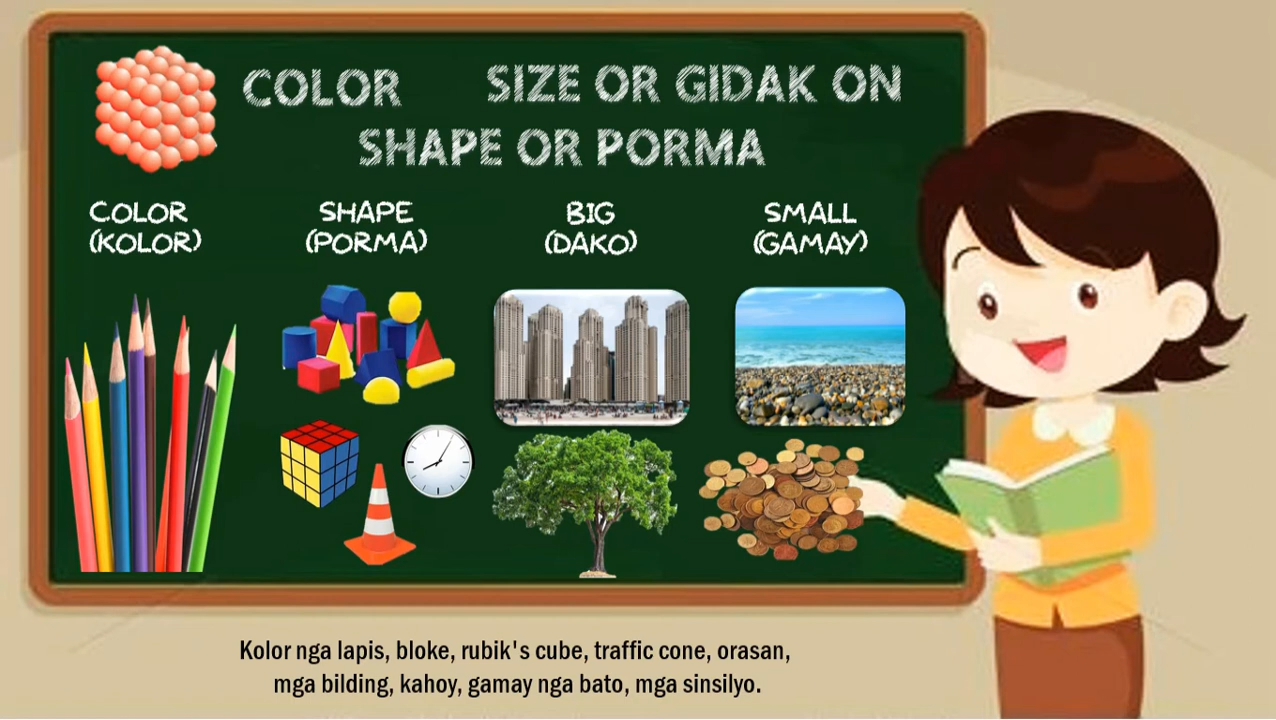 COLOR SIZE OR GIDAK ON
SHAPE OR PORMA
COLOR
(KOLOR)
SHAPE
(PORMA)
BIG
(DAKO)
SMALL
(GAMAY)
Kolor nga lapis, bloke, rubik's cube, traffic cone, orasan,
mga bilding, kahoy, gamay nga bato, mga sinsilyo.